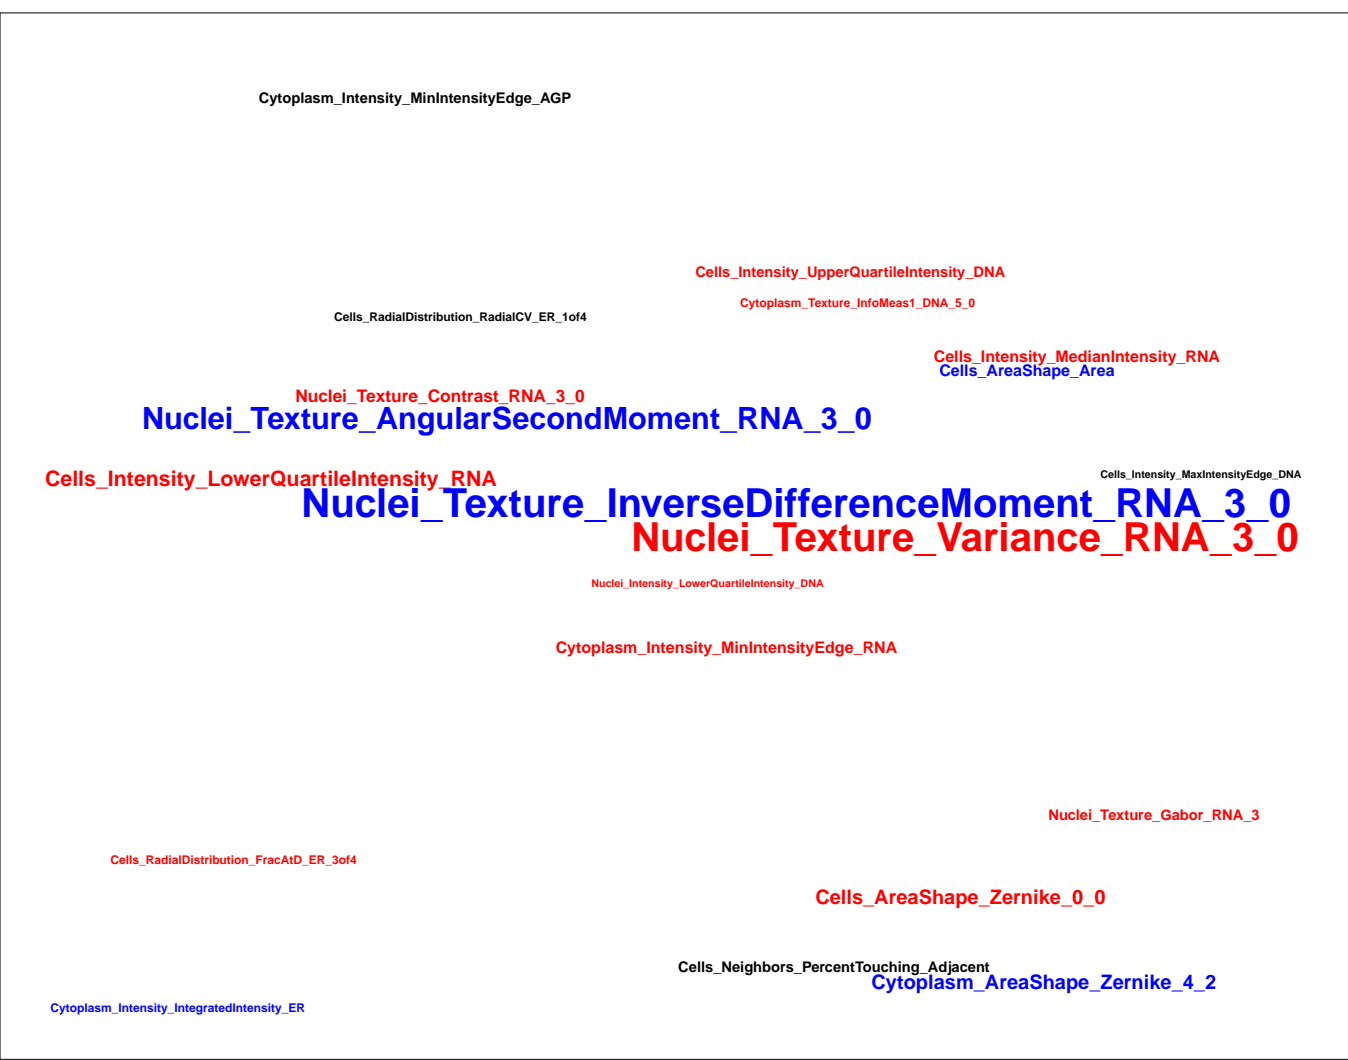 Cytoplasm_Intensity_MinIntensityEdge_AGP
Cells_Intensity_UpperQuartileIntensity_DNA
Cytoplasm_Texture_InfoMeas1_DNA_5_0
Cells_RadialDistribution_RadialCV_ER_1of4
Cells_Intensity_MedianIntensity_RNA
Cells_AreaShape_Area
Nuclei_Texture_Contrast_RNA_3_0
Nuclei_Texture_AngularSecondMoment_RNA_3_0
Cells_Intensity_LowerQuartileIntensity_RNA
Cells_Intensity_MaxIntensityEdge_DNA
Nuclei_Texture_InverseDifferenceMoment_RNA_3_0
Nuclei_Texture_Variance_RNA_3_0
Nuclei_Intensity_LowerQuartileIntensity_DNA
Cytoplasm_Intensity_MinIntensityEdge_RNA
Nuclei_Texture_Gabor_RNA_3
Cells_RadialDistribution_FracAtD_ER_3of4
Cells_AreaShape_Zernike_0_0
Cells_Neighbors_PercentTouching_Adjacent
Cytoplasm_AreaShape_Zernike_4_2
Cytoplasm_Intensity_IntegratedIntensity_ER